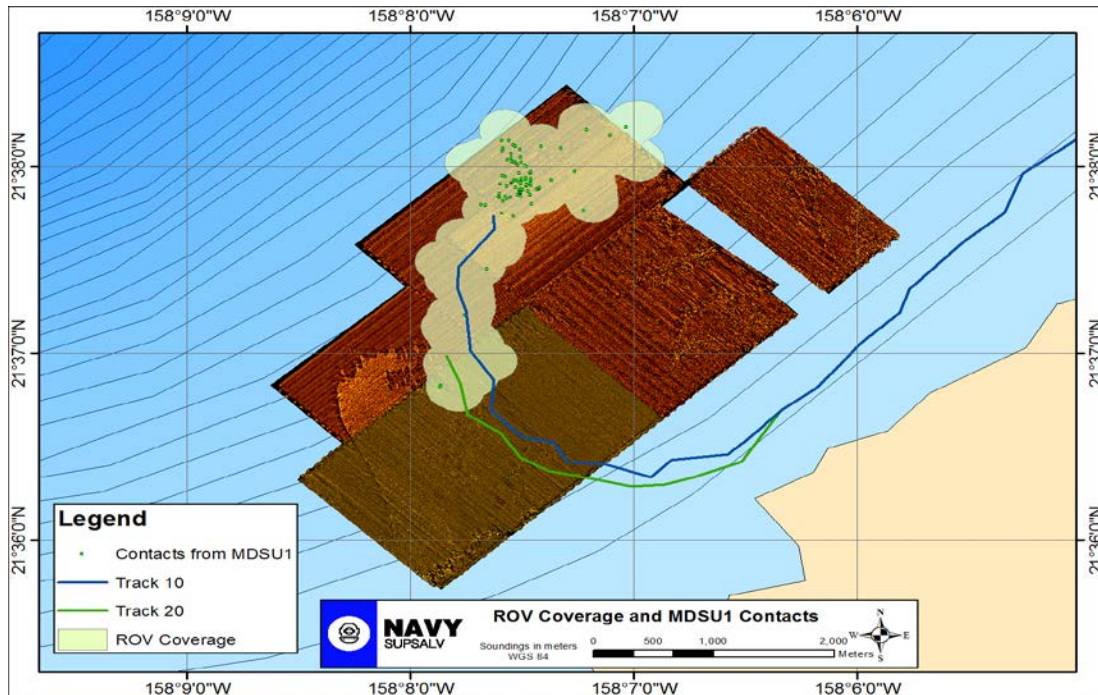 158°9'0"W 158°8'0"W 158°7'0"W 158°6'0"W
21°38'0"N 21°38'0"N
21°37'0"N 21°37'0"N
21°36'0"N 21°36'0"N
Legend
Contacts from MDSU1
Track 10
Track 20
ROV Coverage
NAVY
SUPSALV
ROV Coverage and MDSU1 Contacts
Soundings in meters
WGS 84
0 500 1,000 2,000
Meters
N
W E
S
158°9'0"W 158°8'0"W 158°7'0"W 158°6'0"W